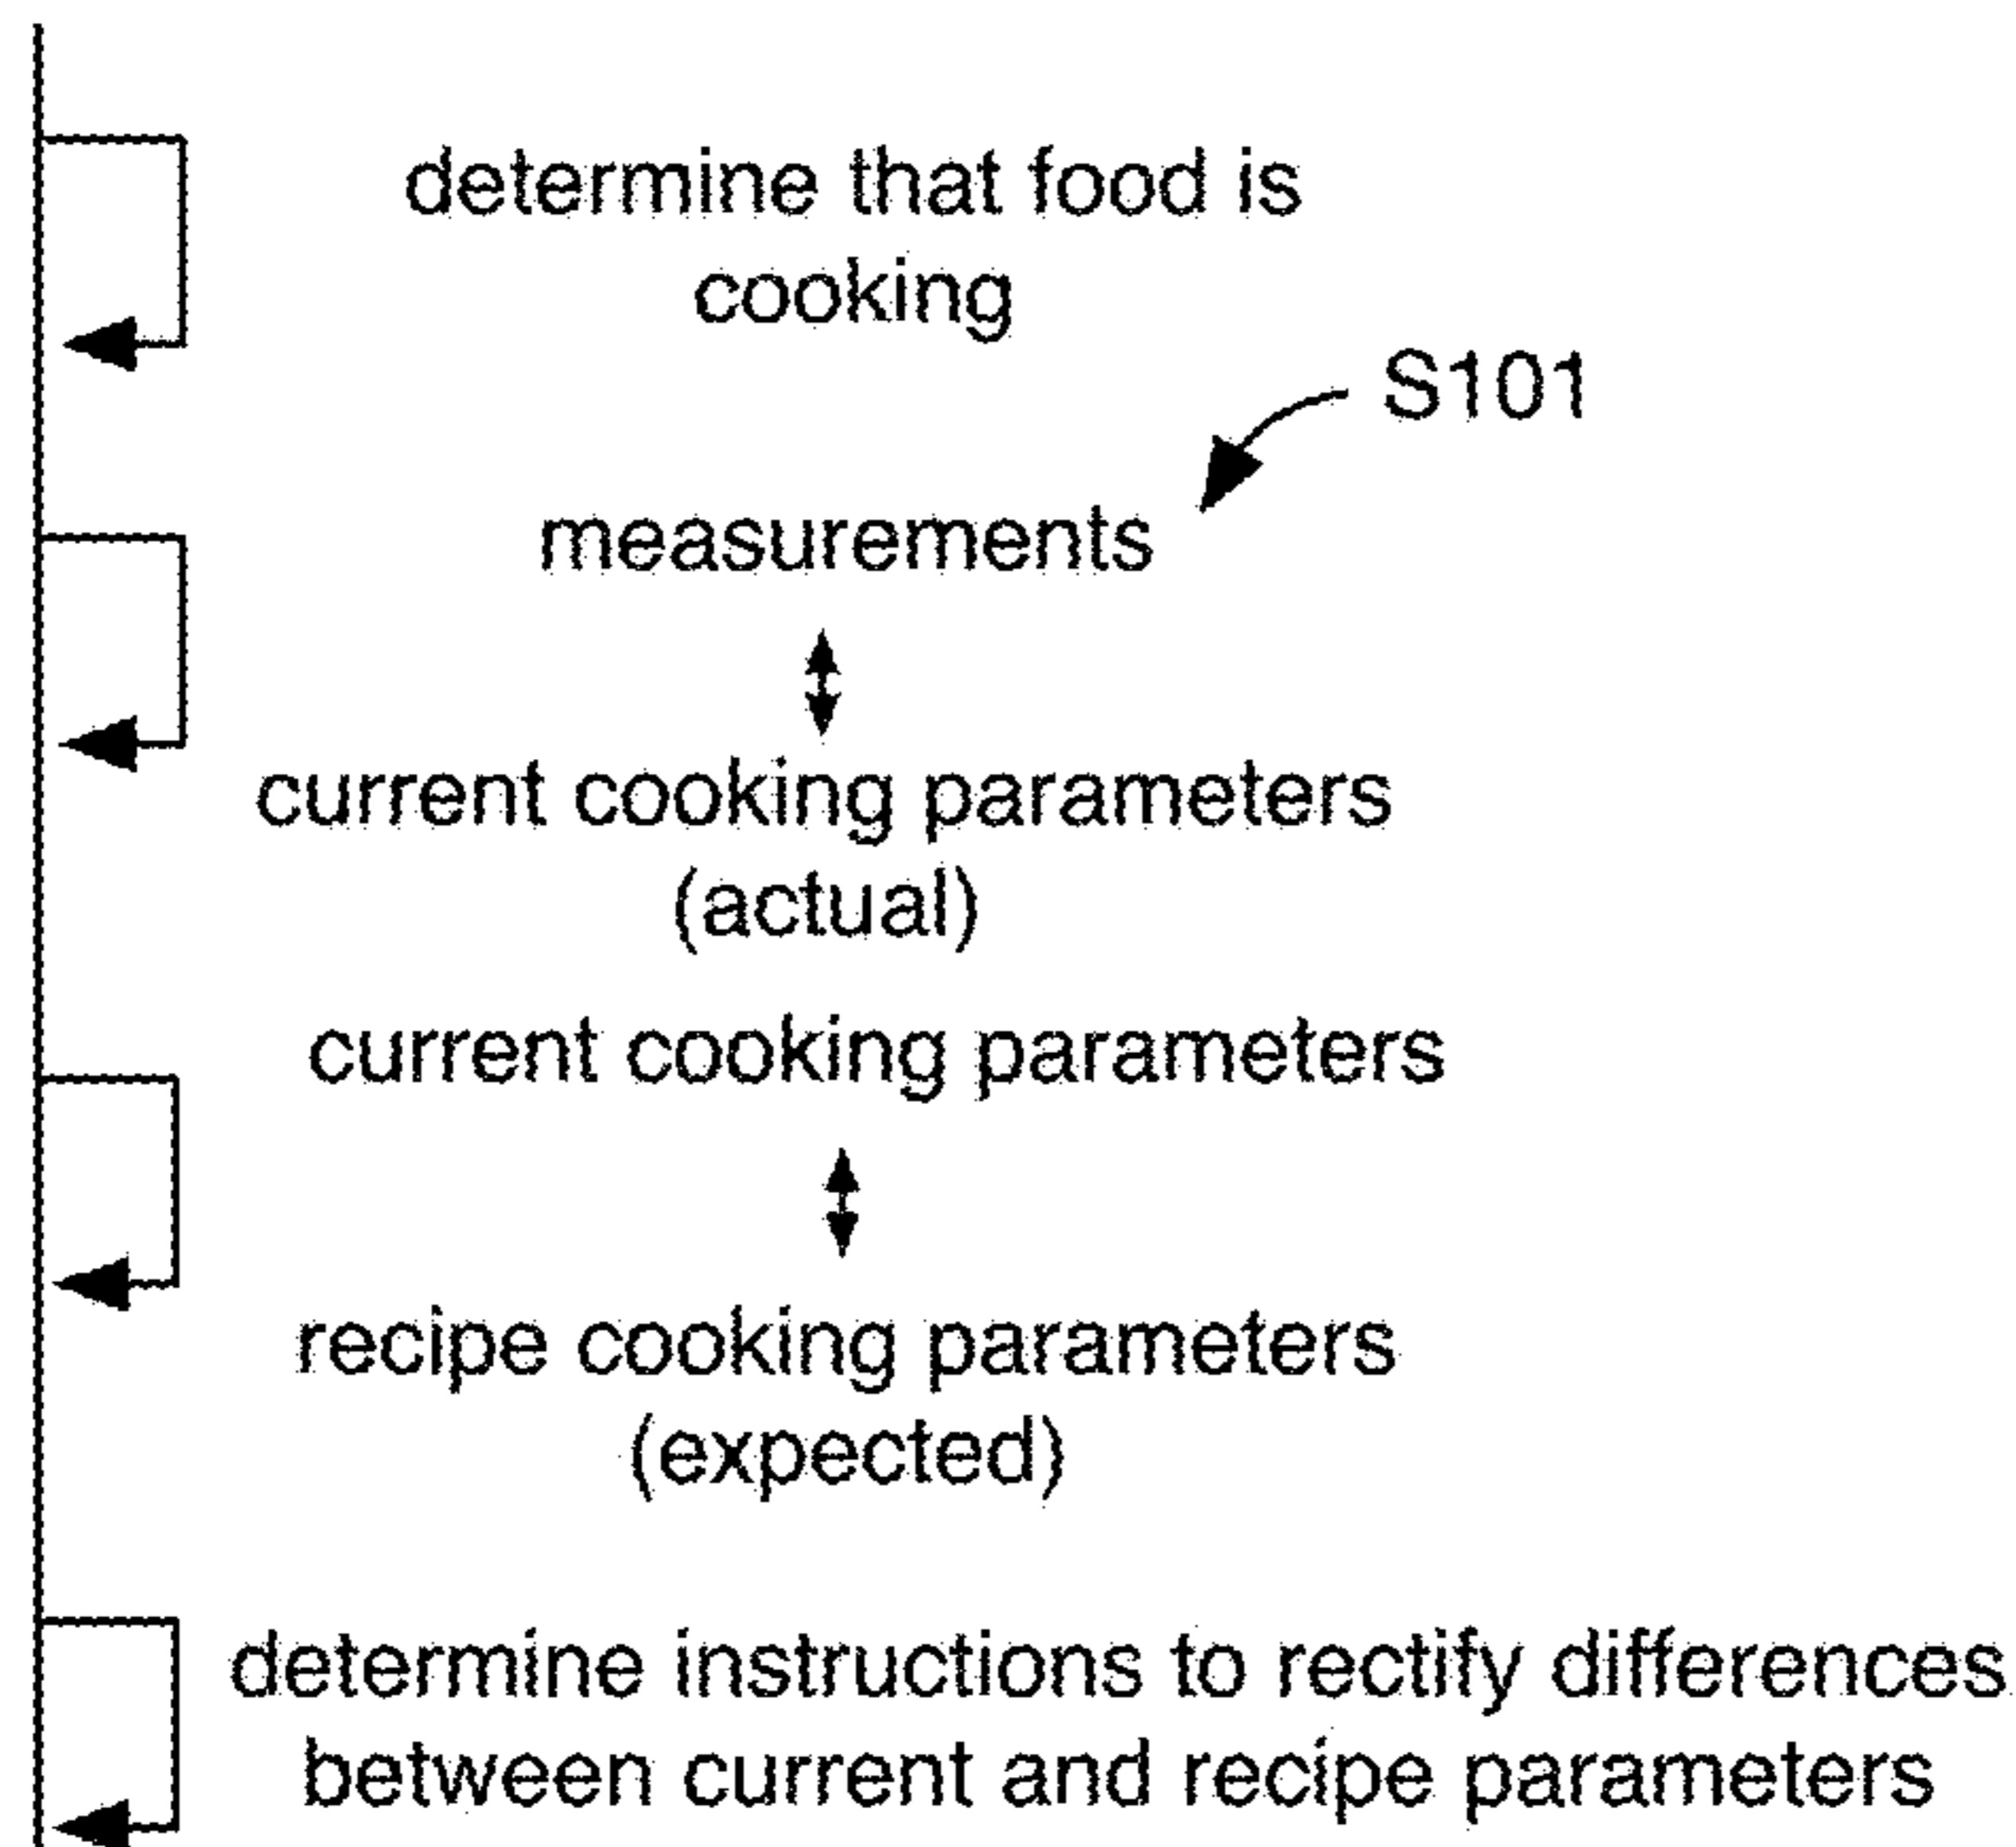 determine that food is
cooking
S101
measurements
current cooking parameters
(actual)
current cooking parameters
recipe cooking parameters
(expected)
determine instructions to rectify differences
between current and recipe parameters